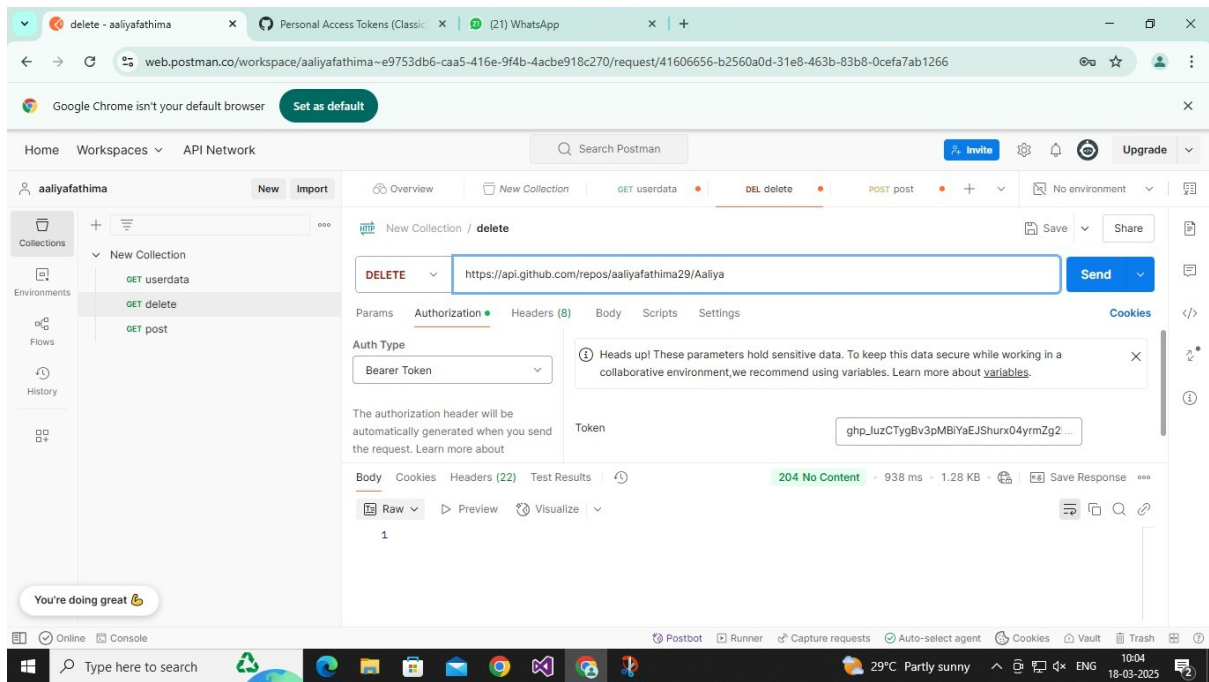 delete - aaliyafathima
Personal Access Tokens (Classic
(21) WhatsApp
web.postman.co/workspace/aaliyafathima~e9753db6-caa5-416e-9f4b-4acbe918c270/request/41606656-b2560a0d-31e8-463b-83b8-0cefa7ab1266
Google Chrome isn't your default browser Set as default
Home Workspaces API Network Search Postman Invite Upgrade
aaliyafathima New Import Overview New Collection GET userdata DEL delete POST post No environment
Collections
New Collection / delete Save Share
New Collection
GET userdata
GET delete
GET post
Environments
Flows
History
DELETE https://api.github.com/repos/aaliyafathima29/Aaliya Send
Params Authorization Headers (8) Body Scripts Settings Cookies
Auth Type
Bearer Token
Heads up! These parameters hold sensitive data. To keep this data secure while working in a
collaborative environment,we recommend using variables. Learn more about variables.
The authorization header will be
automatically generated when you send
the request. Learn more about
Token
Body Cookies Headers (22) Test Results 204 No Content 938 ms 1.28 KB Save Response
Raw Preview Visualize
1
You're doing great
Online Console Postbot Runner Capture requests Auto-select agent Cookies Vault Trash
Type here to search 29°C Partly sunny ENG 10:04
18-03-2025